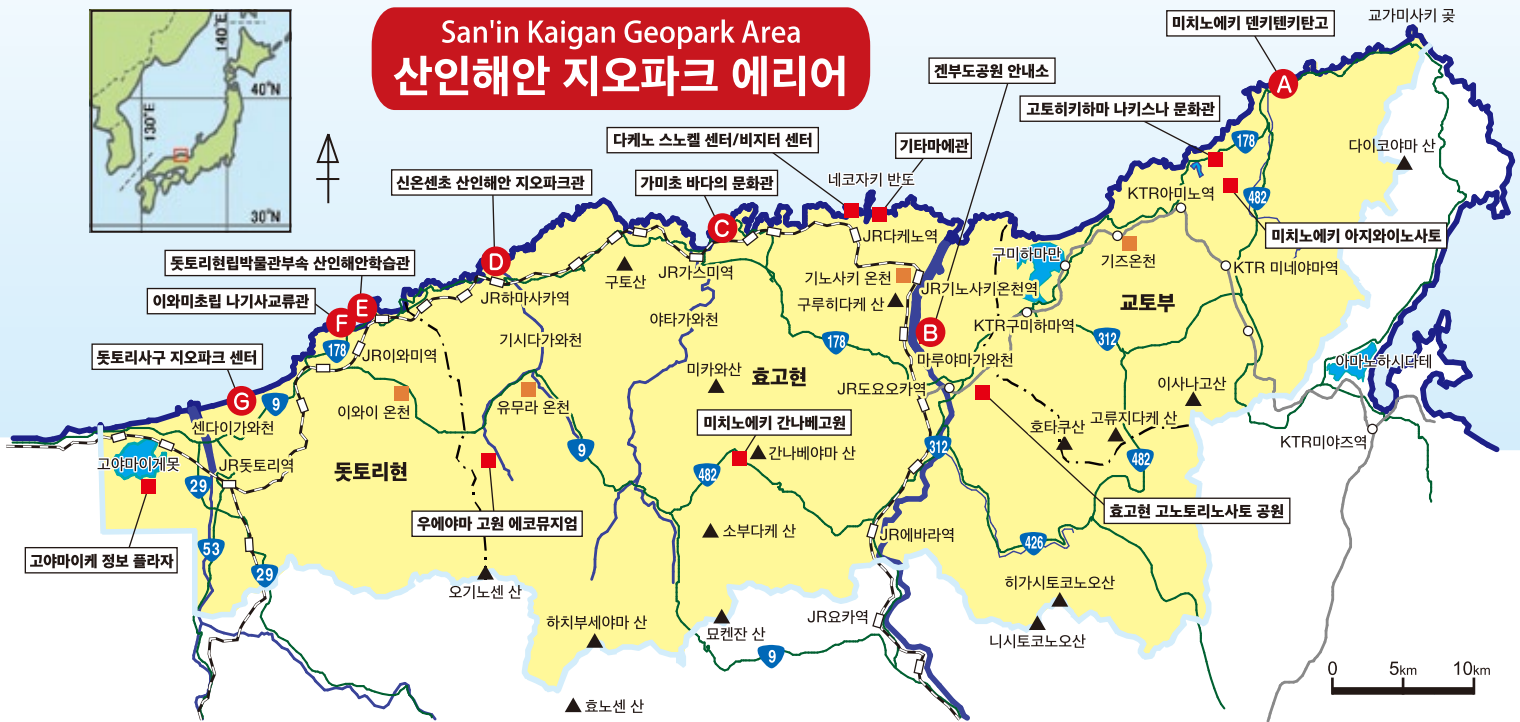 San'in Kaigan Geopark Area
산인해안 지오파크 에리어
140°E
130°E
40°N
30°N
미치노에키 덴키텐키탄고
교가미사키 곶
A
겐부도공원 안내소
고토히키하마 나키스나 문화관
178
다이코야마 산
다케노 스노켈 센터/비지터 센터
기타마에관
네코자키 반도
신온센초 산인해안 지오파크관
가미초 바다의 문화관
KTR아미노역
482
C
JR다케노역
미치노에키 아지와이노사토
돗토리현립박물관부속 산인해안학습관
D
JR가스미역
구미하마만
기즈온천
KTR 미네야마역
구토산
기노사키 온천
JR기노사키온천역
이와미초립 나기사교류관
JR하마사카역
구루히다케 산
교토부
E
F
야타가와천
B
KTR구미하마역
312
178
JR이와미역
기시다가와천
178
마루야마가와천
돗토리사구 지오파크 센터
미카와산
효고현
JR도요오카역
이사나고산
아마노하시다테
G
9
이와이 온천
유무라 온천
센다이가와천
미치노에키 간나베고원
호타쿠산
고류지다케 산
KTR미야즈역
고야마이게못
JR돗토리역
돗토리현
9
482
간나베야마 산
312
482
29
우에야마 고원 에코뮤지엄
소부다케 산
JR에바라역
효고현 고노토리노사토 공원
426
고야마이케 정보 플라자
53
29
오기노센 산
히가시토코노오산
하치부세야마 산
묘켄잔 산
JR요카역
니시토코노오산
9
효노센 산
0 5km 10km